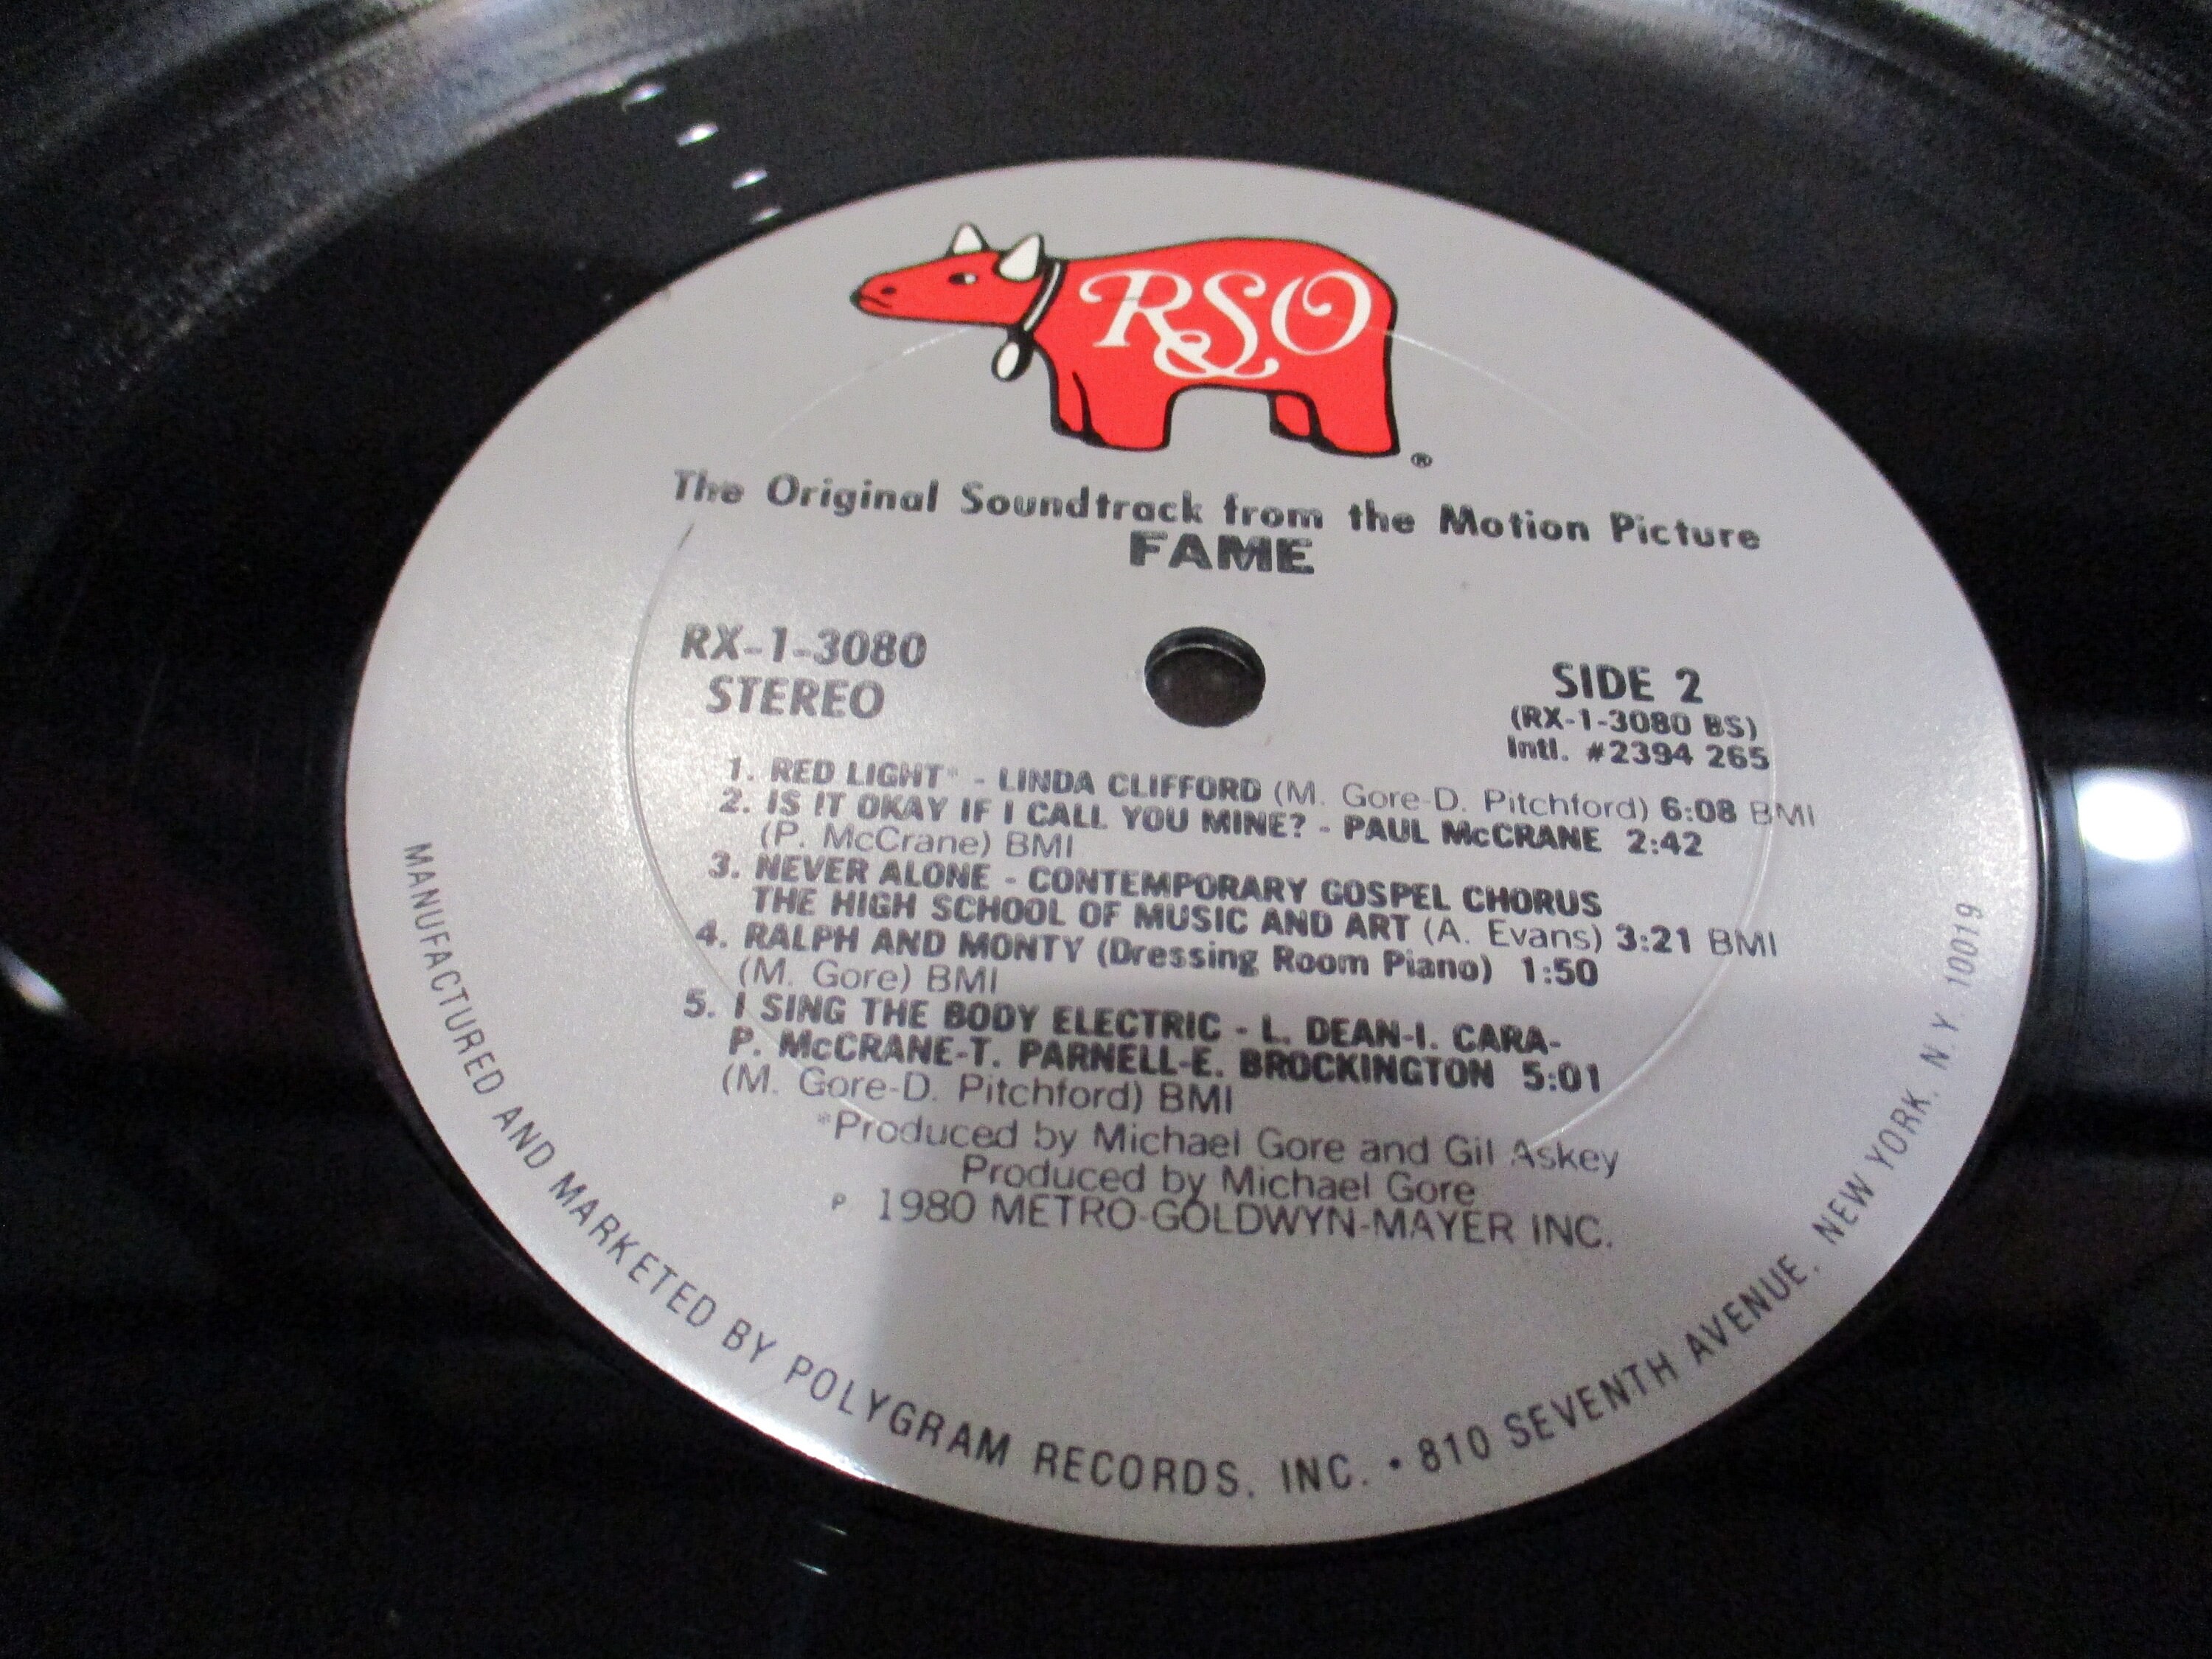 RSO
®
The Original Soundtrack from the Motion Picture
FAME
RX-1-3080
STEREO
SIDE 2
(RX-1-3080 BS)
Intl. #2394 265
1. RED LIGHT* - LINDA CLIFFORD (M. Gore-D. Pitchford) 6:08 BMI
2. IS IT OKAY IF I CALL YOU MINE? - PAUL McCRANE 2:42
(P. McCrane) BMI
3. NEVER ALONE - CONTEMPORARY GOSPEL CHORUS
THE HIGH SCHOOL OF MUSIC AND ART (A. Evans) 3:21 BMI
4. RALPH AND MONTY (Dressing Room Piano) 1:50
(M. Gore) BMI
5. I SING THE BODY ELECTRIC - L. DEAN-I. CARA-
P. McCRANE-T. PARNELL-E. BROCKINGTON 5:01
(M. Gore-D. Pitchford) BMI
*Produced by Michael Gore and Gil Askey
Produced by Michael Gore
P 1980 METRO-GOLDWYN-MAYER INC.
MANUFACTURED AND MARKETED BY POLYGRAM RECORDS, INC. • 810 SEVENTH AVENUE, NEW YORK, N.Y. 10019